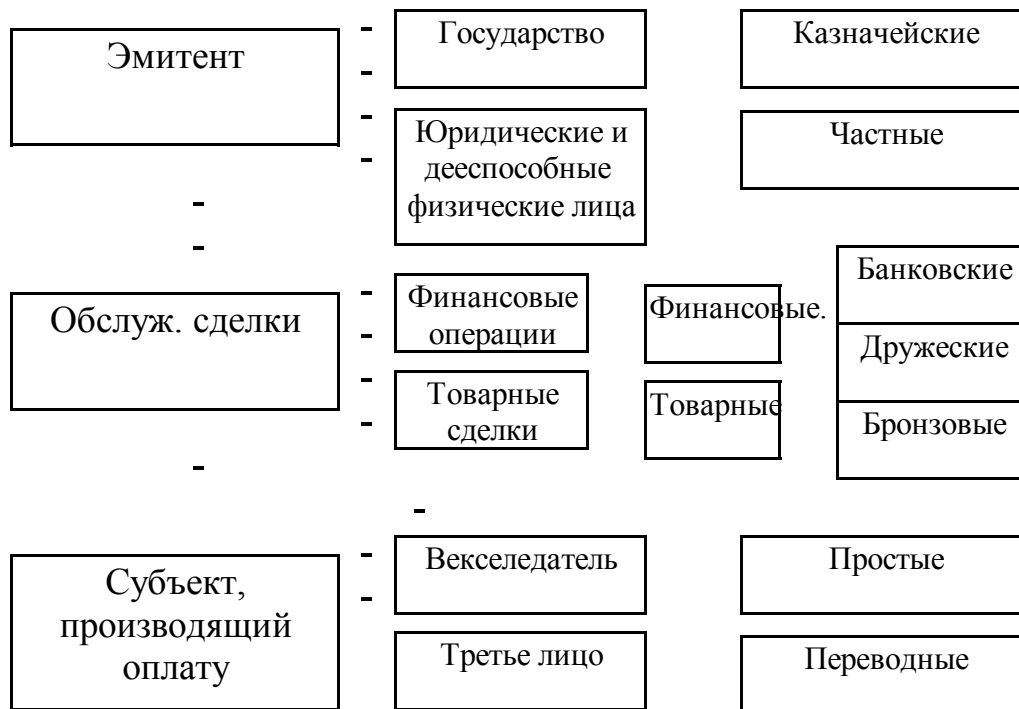 Эмитент
Государство
Казначейские
Юридические и
дееспособные
физические лица
Частные
Обслуж. сделки
Финансовые
операции
Финансовые.
Банковские
Дружеские
Бронзовые
Товарные
сделки
Товарные
Субъект,
производящий
оплату
Векселедатель
Простые
Третье лицо
Переводные